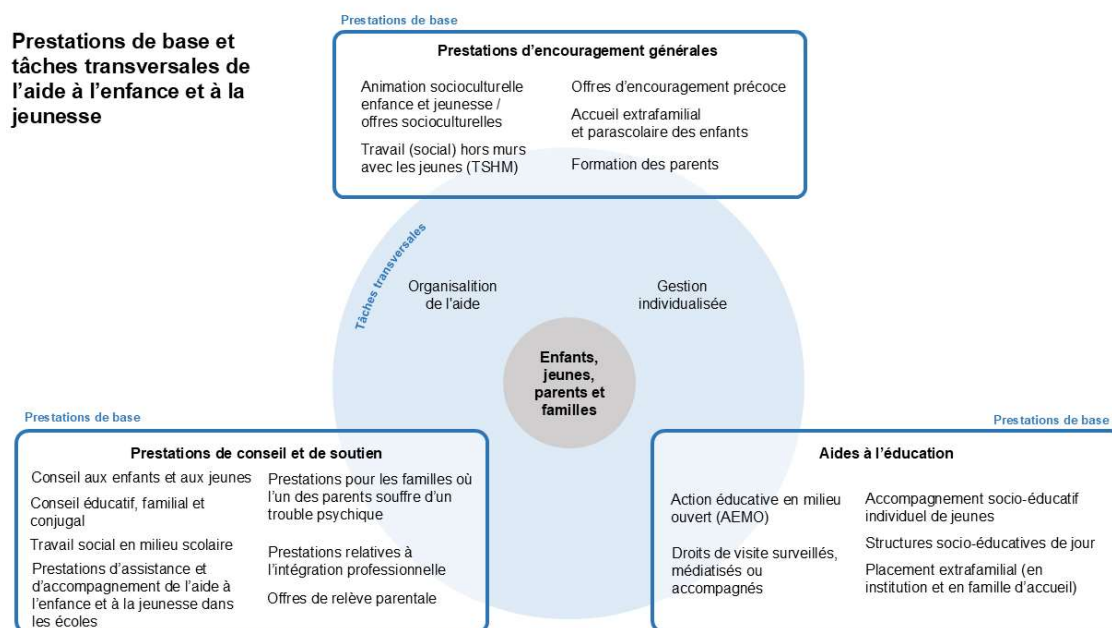 Prestations de base et
tâches transversales de
l'aide à l'enfance et à la
jeunesse
Prestations de base
Prestations d'encouragement générales
Animation socioculturelle
enfance et jeunesse /
offres socioculturelles
Travail (social) hors murs
avec les jeunes (TSHM)
Offres d'encouragement précoce
Accueil extrafamilial
et parascolaire des enfants
Formation des parents
Tâches transversales
Organisalition
de l'aide
Gestion
individualisée
Enfants,
jeunes,
parents et
familles
Prestations de base
Prestations de conseil et de soutien
Conseil aux enfants et aux jeunes
Conseil éducatif, familial et
conjugal
Travail social en milieu scolaire
Prestations d'assistance et
d'accompagnement de l'aide à
l'enfance et à la jeunesse dans
les écoles
Prestations pour les familles où
l'un des parents souffre d'un
trouble psychique
Prestations relatives à
l'intégration professionnelle
Offres de relève parentale
Prestations de base
Aides à l'éducation
Action éducative en milieu
ouvert (AEMO)
Droits de visite surveillés,
médiatisés ou
accompagnés
Accompagnement socio-éducatif
individuel de jeunes
Structures socio-éducatives de jour
Placement extrafamilial (en
institution et en famille d'accueil)